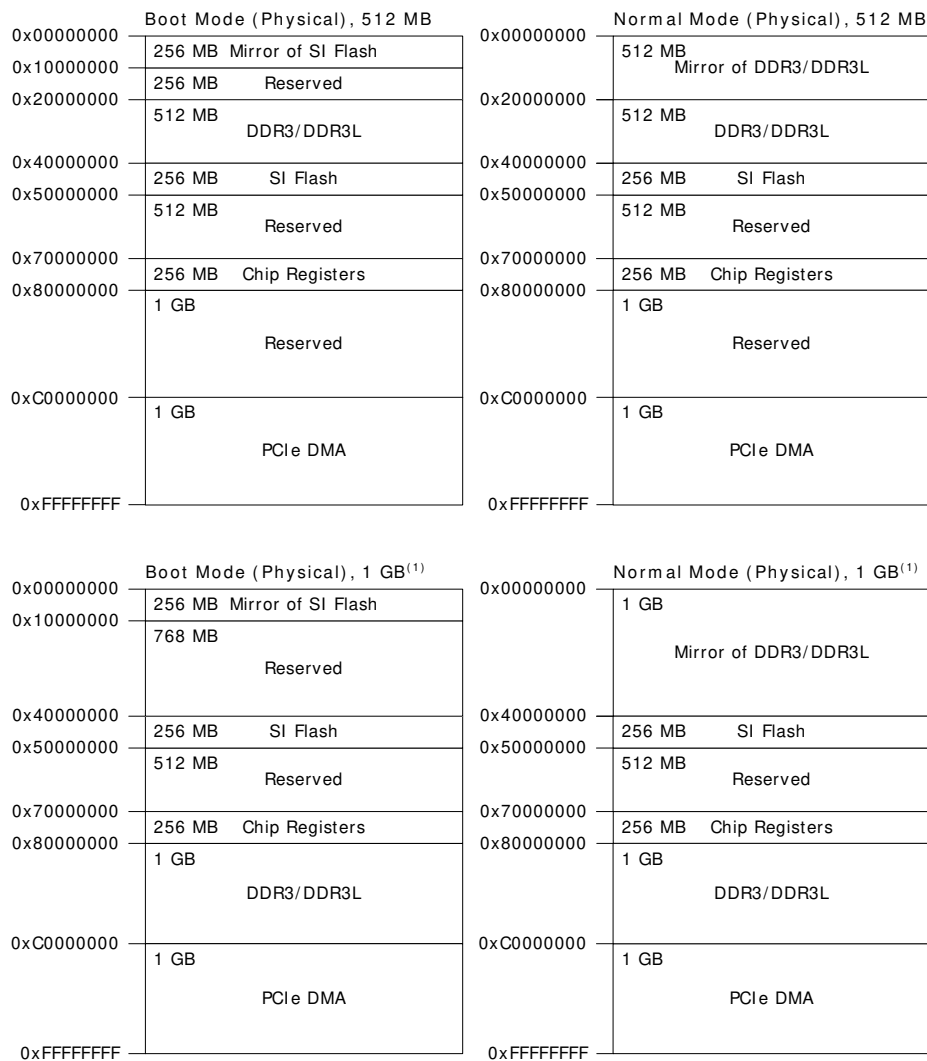 Boot Mode (Physical), 512 MB
0x00000000
256 MB Mirror of SI Flash
0x10000000
256 MB Reserved
0x20000000
512 MB
DDR3/DDR3L
0x40000000
256 MB SI Flash
0x50000000
512 MB
Reserved
0x70000000
256 MB Chip Registers
0x80000000
1 GB
Reserved
0xC0000000
1 GB
PCIe DMA
0xFFFFFFFF
Normal Mode (Physical), 512 MB
0x00000000
512 MB
Mirror of DDR3/DDR3L
0x20000000
512 MB
DDR3/DDR3L
0x40000000
256 MB SI Flash
0x50000000
512 MB
Reserved
0x70000000
256 MB Chip Registers
0x80000000
1 GB
Reserved
0xC0000000
1 GB
PCIe DMA
0xFFFFFFFF
Boot Mode (Physical), 1 GB(1)
0x00000000
256 MB Mirror of SI Flash
0x10000000
768 MB
Reserved
0x40000000
256 MB SI Flash
0x50000000
512 MB
Reserved
0x70000000
256 MB Chip Registers
0x80000000
1 GB
DDR3/DDR3L
0xC0000000
1 GB
PCIe DMA
0xFFFFFFFF
Normal Mode (Physical), 1 GB(1)
0x00000000
1 GB
Mirror of DDR3/DDR3L
0x40000000
256 MB SI Flash
0x50000000
512 MB
Reserved
0x70000000
256 MB Chip Registers
0x80000000
1 GB
DDR3/DDR3L
0xC0000000
1 GB
PCIe DMA
0xFFFFFFFF